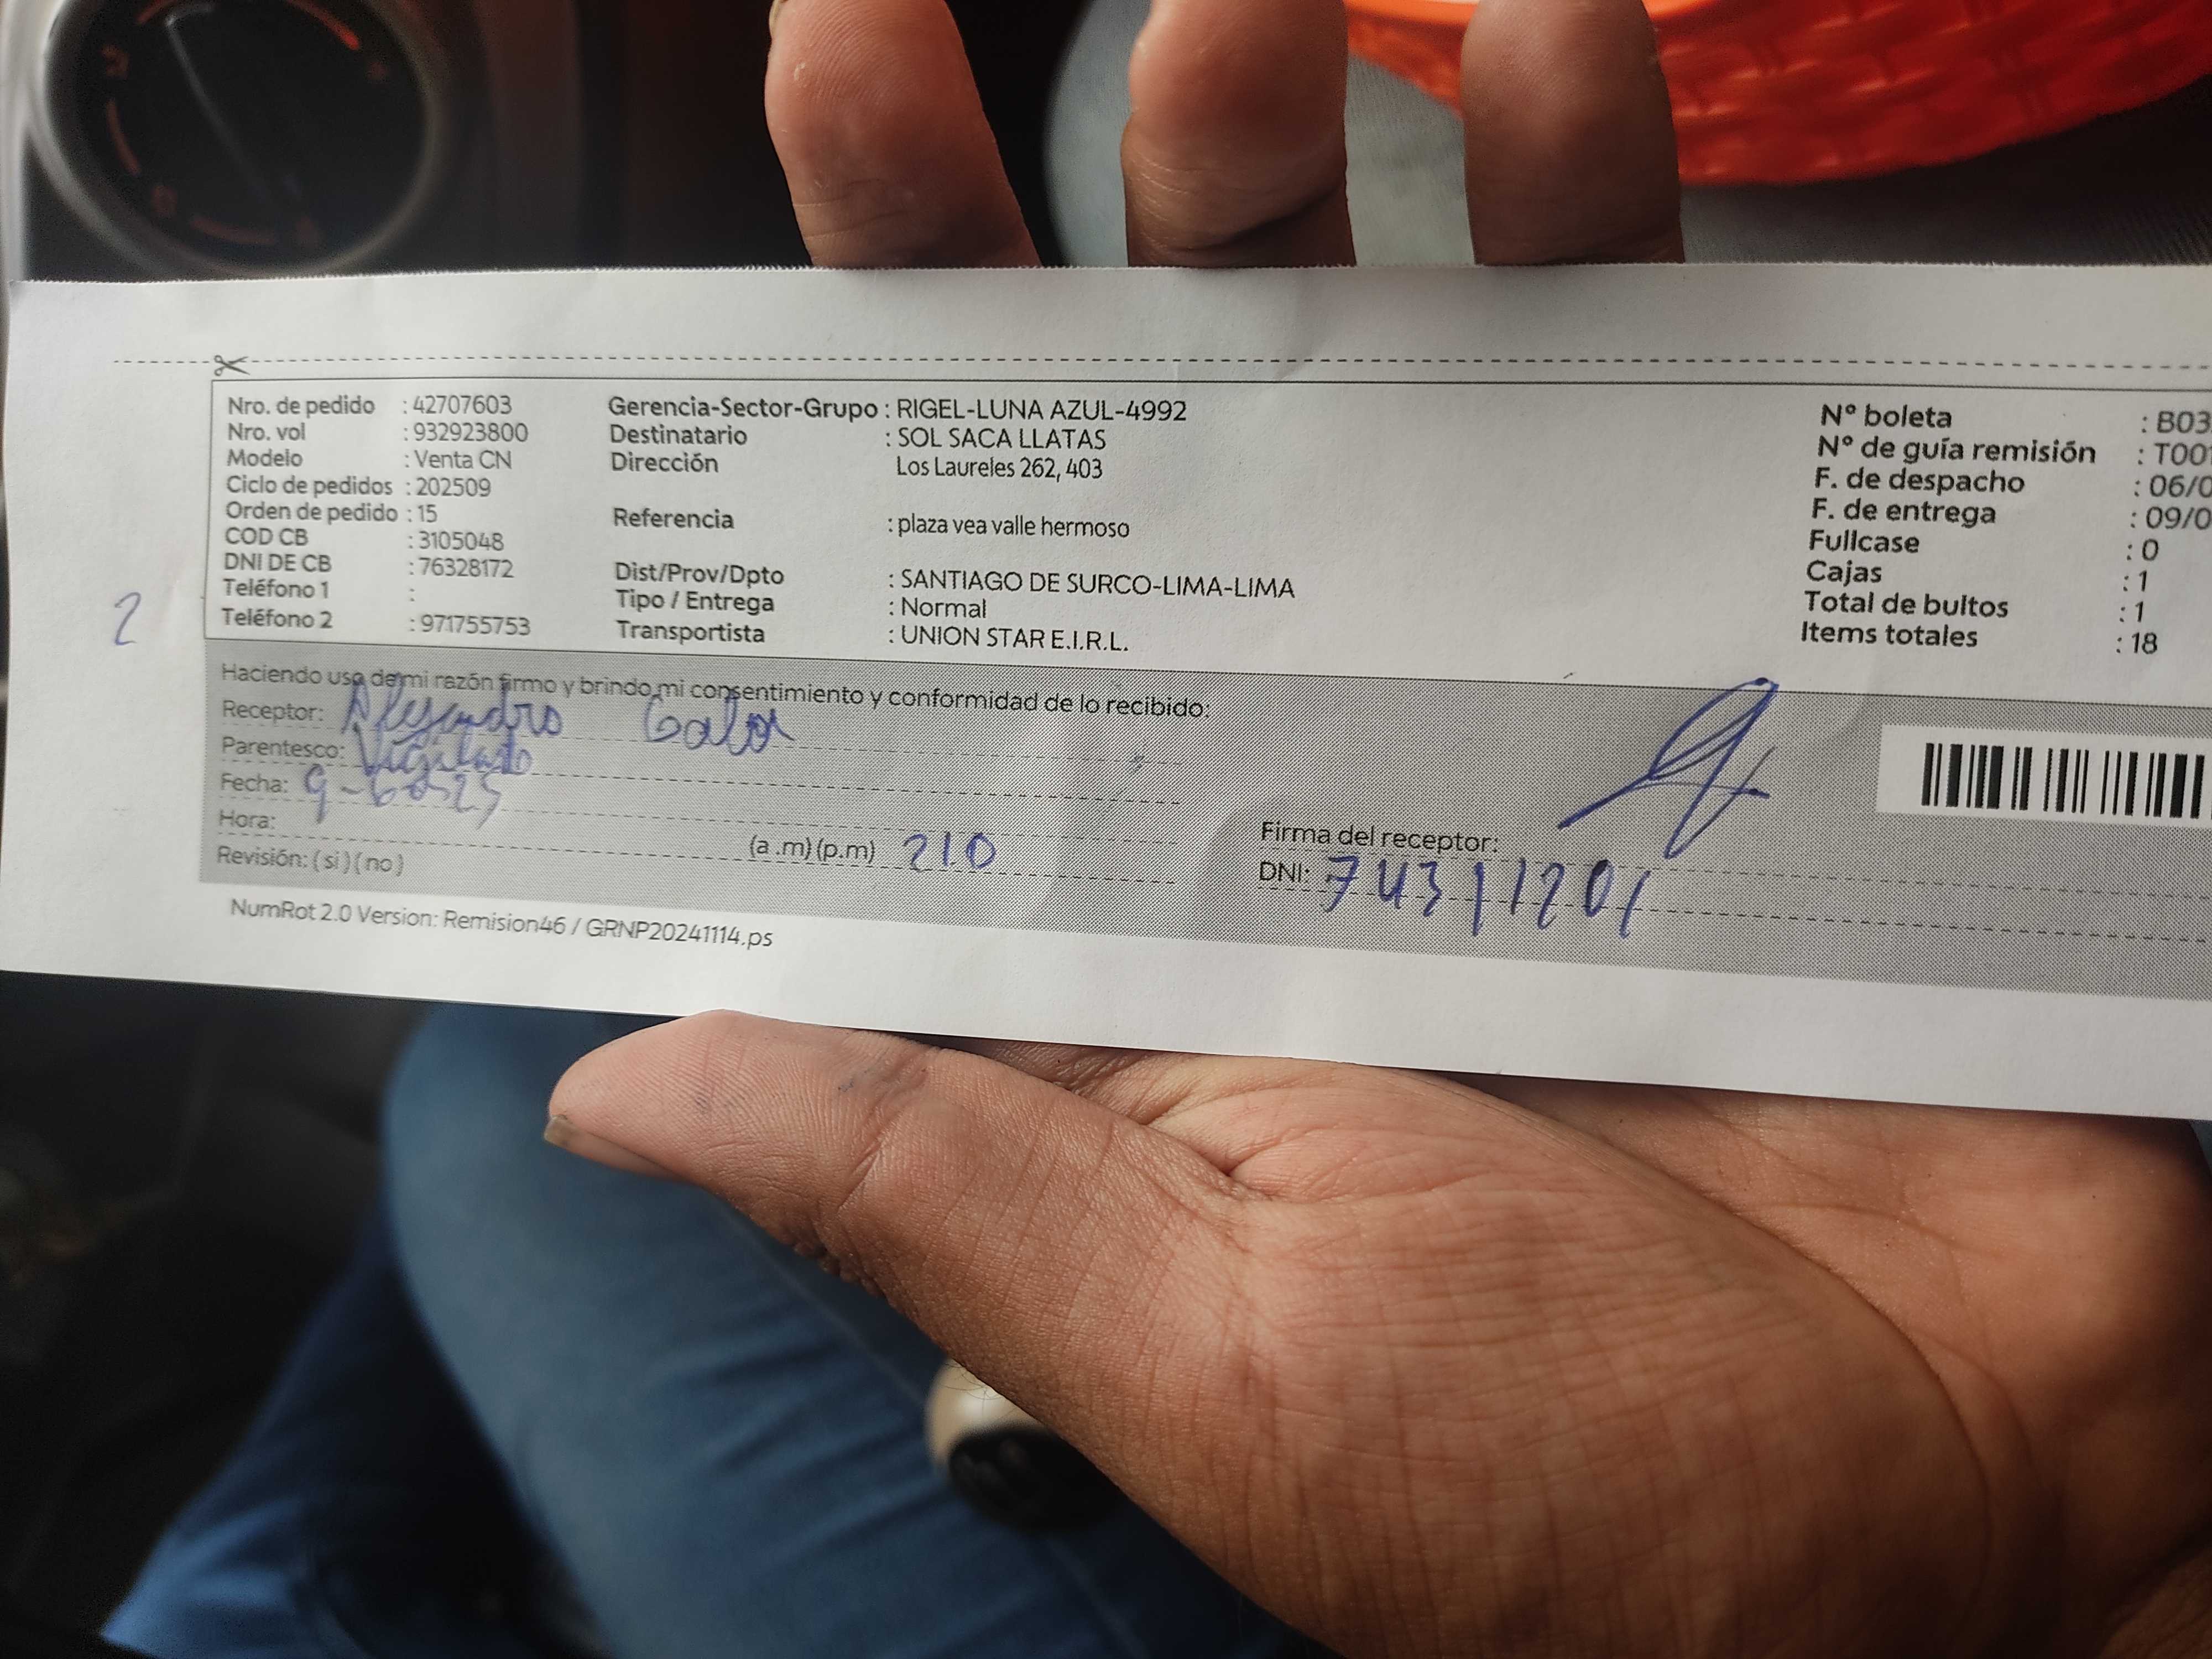 Nro. de pedido : 42707603
Nro. vol : 932923800
Modelo : Venta CN
Ciclo de pedidos : 202509
Orden de pedido : 15
COD CB : 3105048
DNI DE CB : 76328172
Teléfono 1 :
Teléfono 2 : 971755753
Gerencia-Sector-Grupo : RIGEL-LUNA AZUL-4992
Destinatario : SOL SACA LLATAS
Dirección Los Laureles 262, 403
Referencia : plaza vea valle hermoso
Dist/Prov/Dpto : SANTIAGO DE SURCO-LIMA-LIMA
Tipo / Entrega : Normal
Transportista : UNION STAR E.I.R.L.
N° boleta : B03
N° de guía remisión : T001
F. de despacho : 06/0
F. de entrega : 09/0
Fullcase : 0
Cajas : 1
Total de bultos : 1
Items totales : 18
2
Haciendo uso de mi razón firmo y brindo mi consentimiento y conformidad de lo recibido:
Receptor: Alejandro
Parentesco:
Fecha: 9-6
Hora: (a .m) (p.m) 210
Revisión: ( si ) ( no )
Firma del receptor:
DNI: 74311201
NumRot 2.0 Version: Remision46 / GRNP20241114.ps